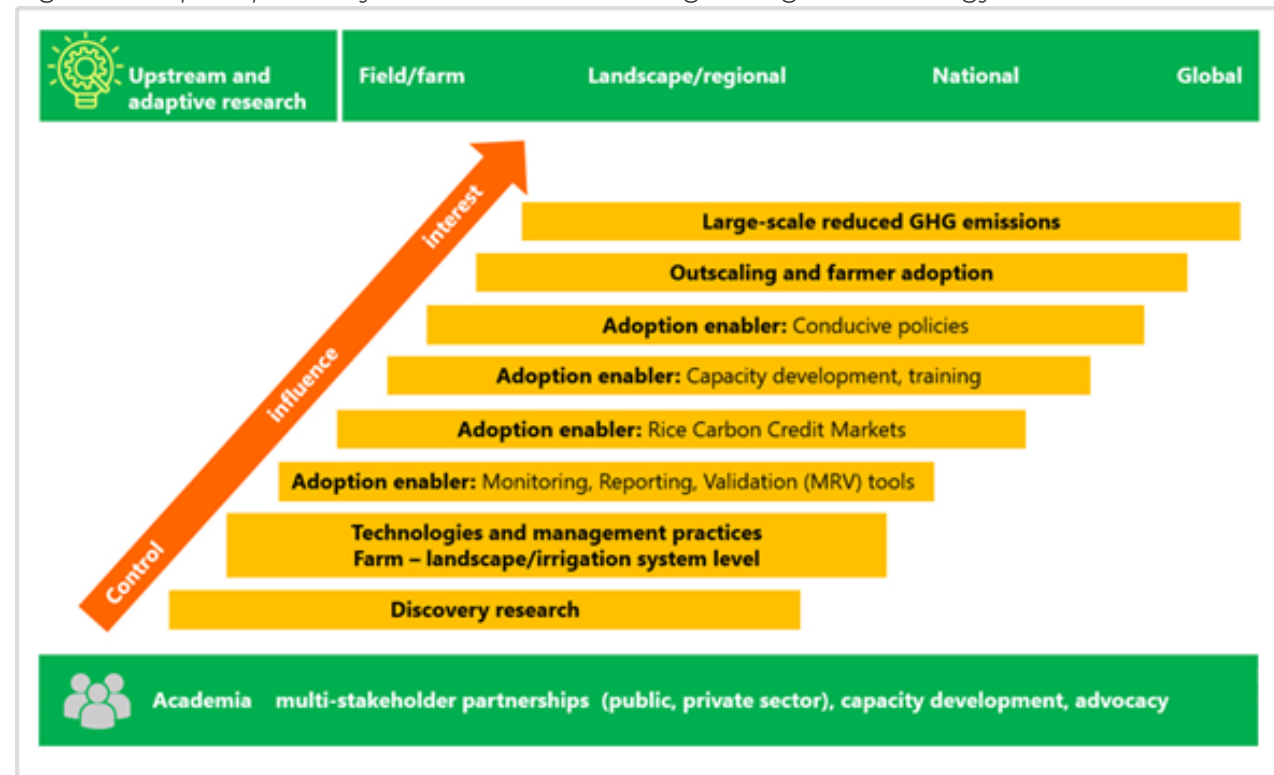 Upstream and
adaptive research
Field/farm Landscape/regional National Global
interest
influence
Control
Large-scale reduced GHG emissions
Outscaling and farmer adoption
Adoption enabler: Conducive policies
Adoption enabler: Capacity development, training
Adoption enabler: Rice Carbon Credit Markets
Adoption enabler: Monitoring, Reporting, Validation (MRV) tools
Technologies and management practices
Farm – landscape/irrigation system level
Discovery research
Academia multi-stakeholder partnerships (public, private sector), capacity development, advocacy